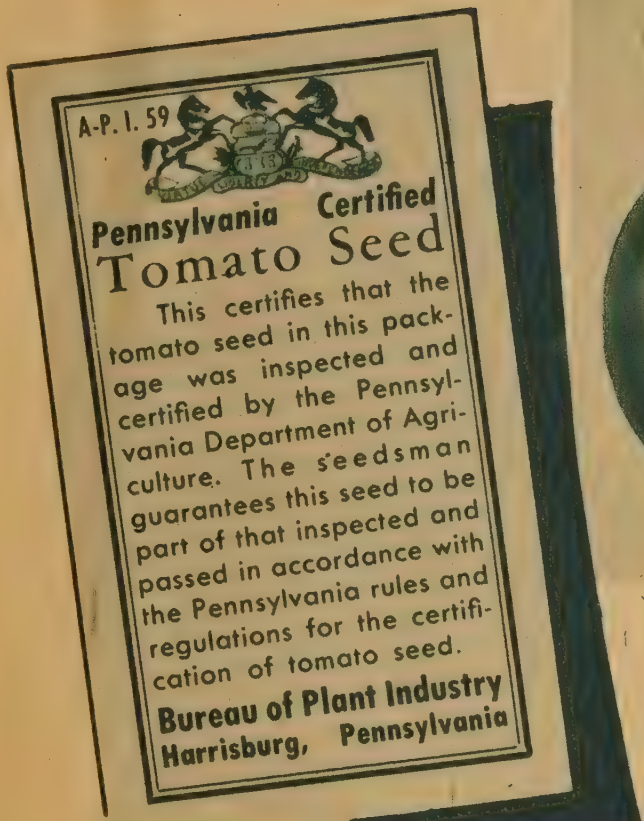 A-P. I. 59
VIRTUE LIBERTY AND
Pennsylvania Certified
Tomato Seed
This certifies that the
tomato seed in this pack-
age was inspected and
certified by the Pennsyl-
vania Department of Agri-
culture. The seedsman
guarantees this seed to be
part of that inspected and
passed in accordance with
the Pennsylvania rules and
regulations for the certifi-
cation of tomato seed.
Bureau of Plant Industry
Harrisburg, Pennsylvania